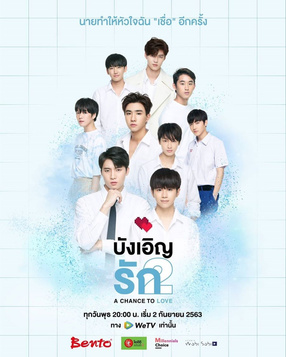 นายทำให้หัวใจฉัน "เชื่อ" อีกครั้ง
บังเอิญ
รัก2
A CHANCE TO LOVE
ทุกวันพุธ 20:00 น. เริ่ม 2 กันยายน 2563
ทาง WeTV เท่านั้น
Bento
Millennials
Choice